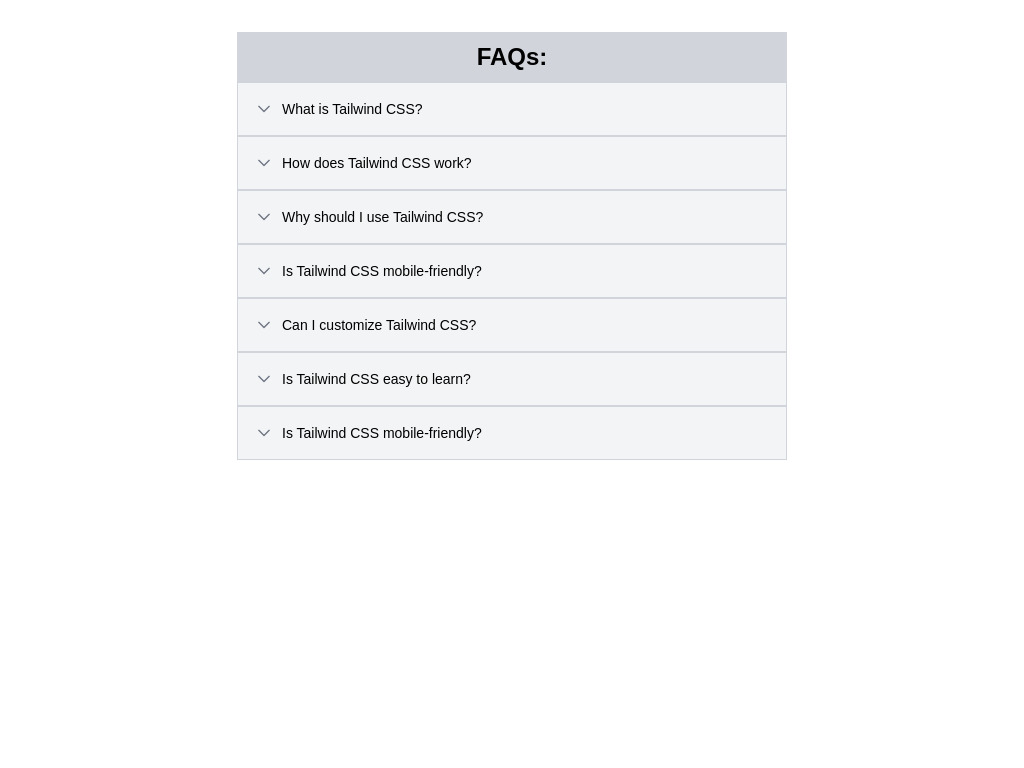 FAQs:
What is Tailwind CSS?
How does Tailwind CSS work?
Why should I use Tailwind CSS?
Is Tailwind CSS mobile-friendly?
Can I customize Tailwind CSS?
Is Tailwind CSS easy to learn?
Is Tailwind CSS mobile-friendly?